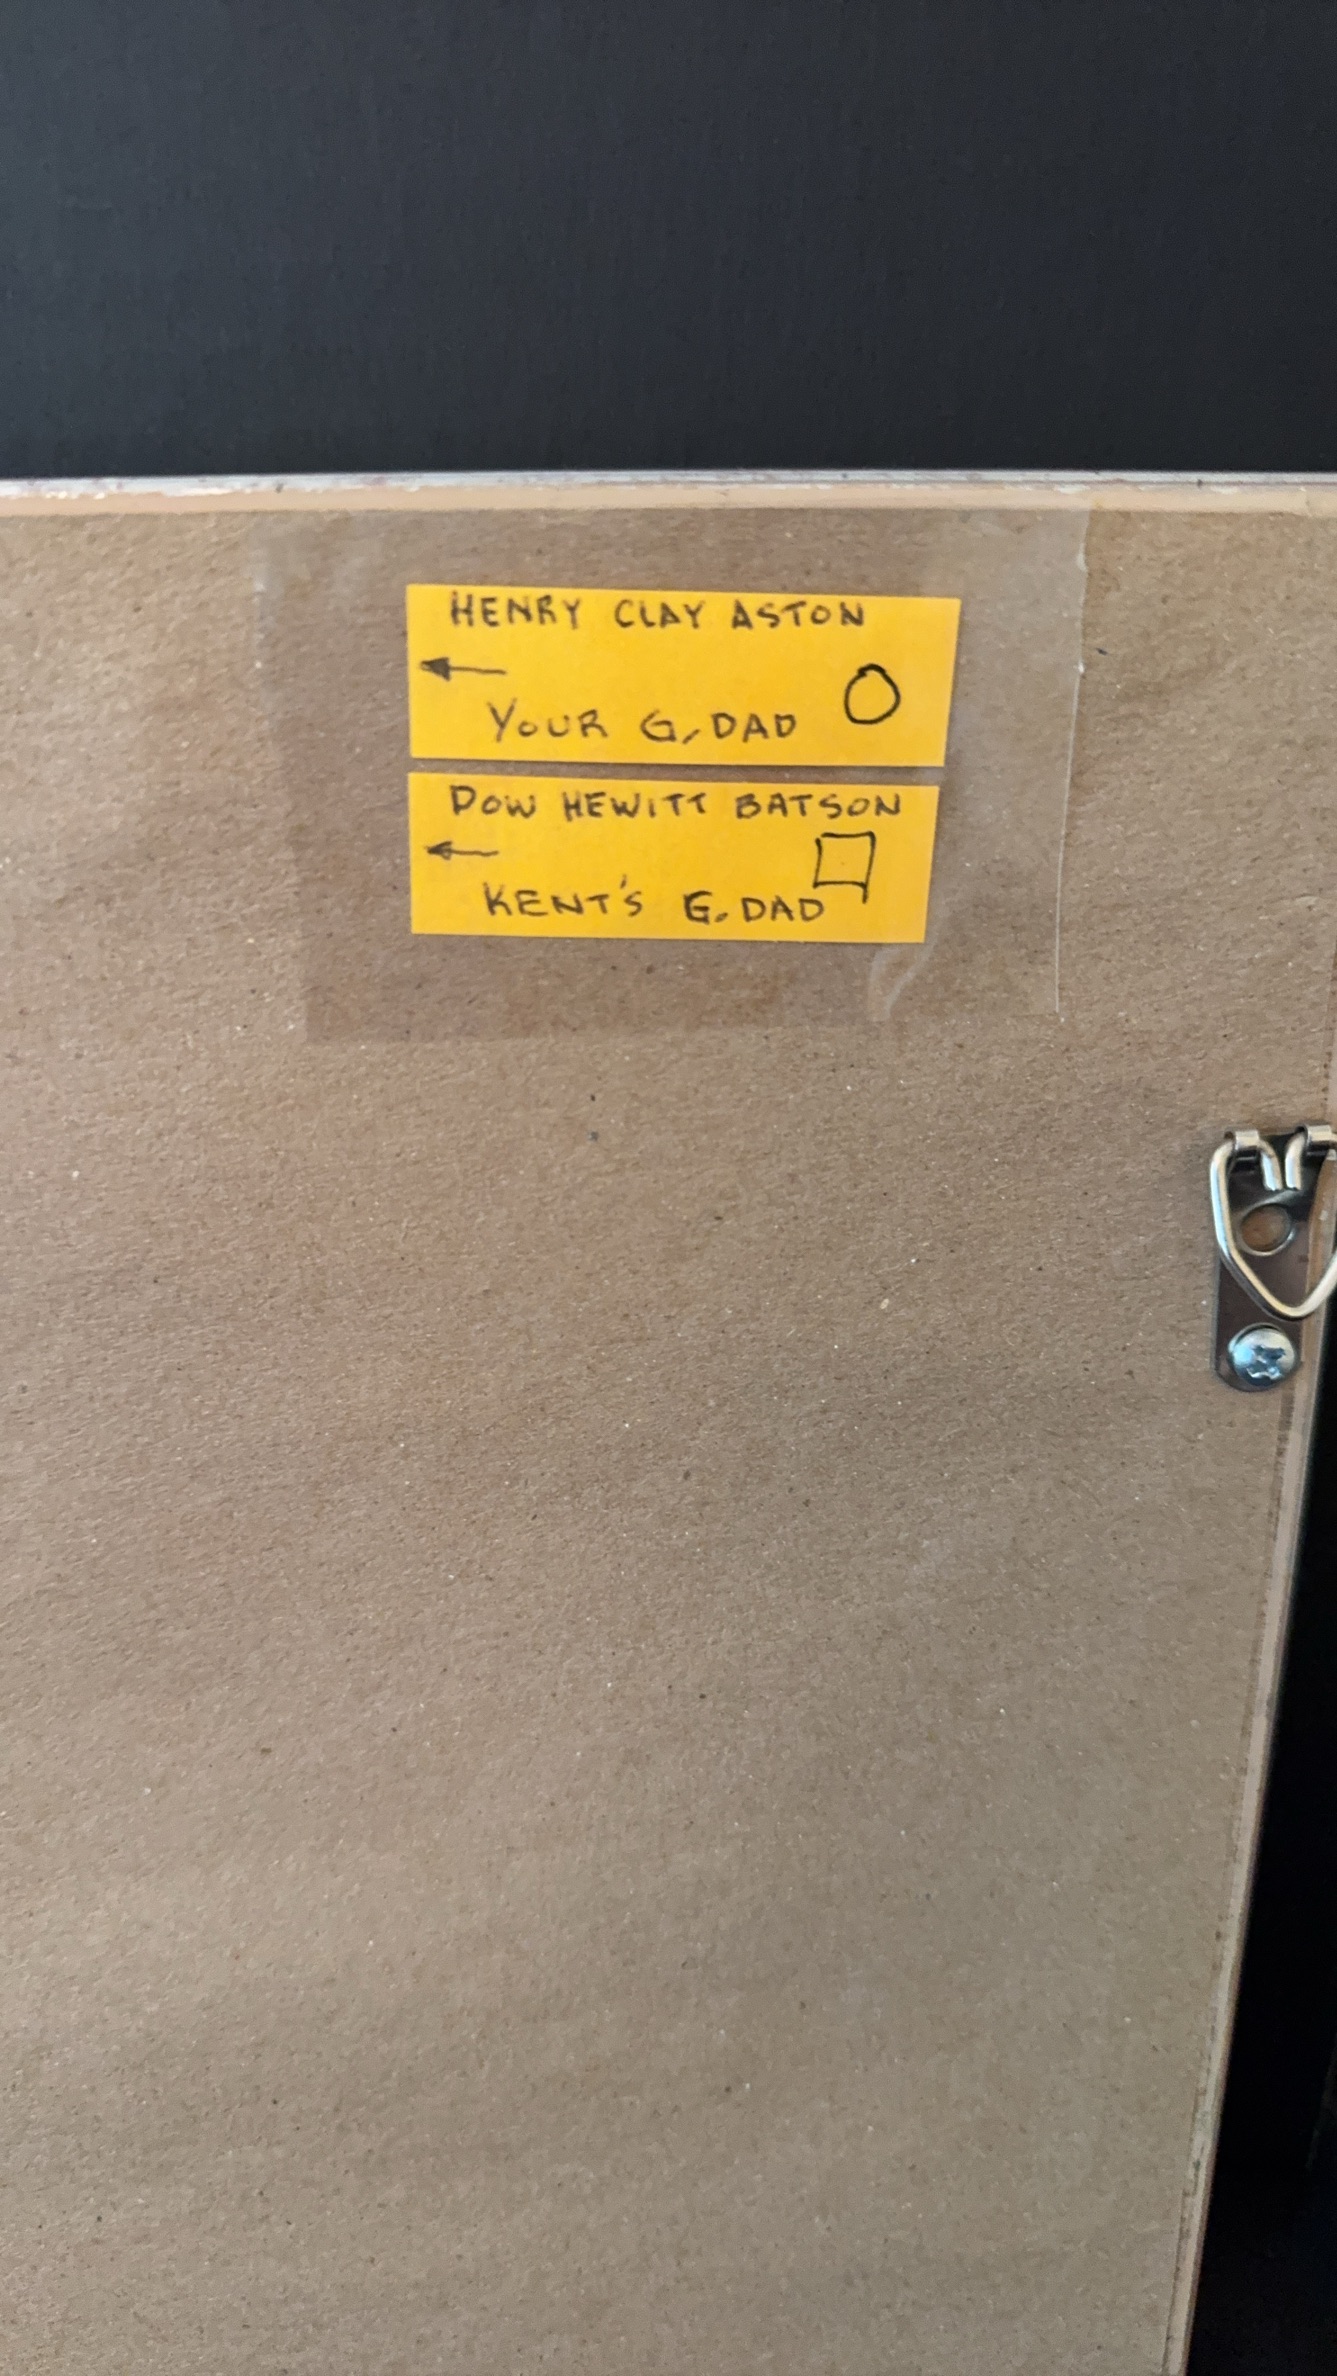 HENRY CLAY ASTON
YOUR G. DAD
DOW HEWITT BATSON
KENT'S G. DAD